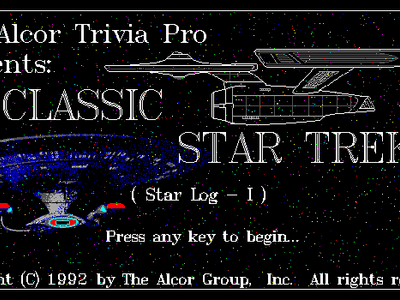 Alcor Trivia Pro
ents:
CLASSIC
STAR TREK
( Star Log - I )
Press any key to begin...
nt (C) 1992 by The Alcor Group, Inc. All rights re